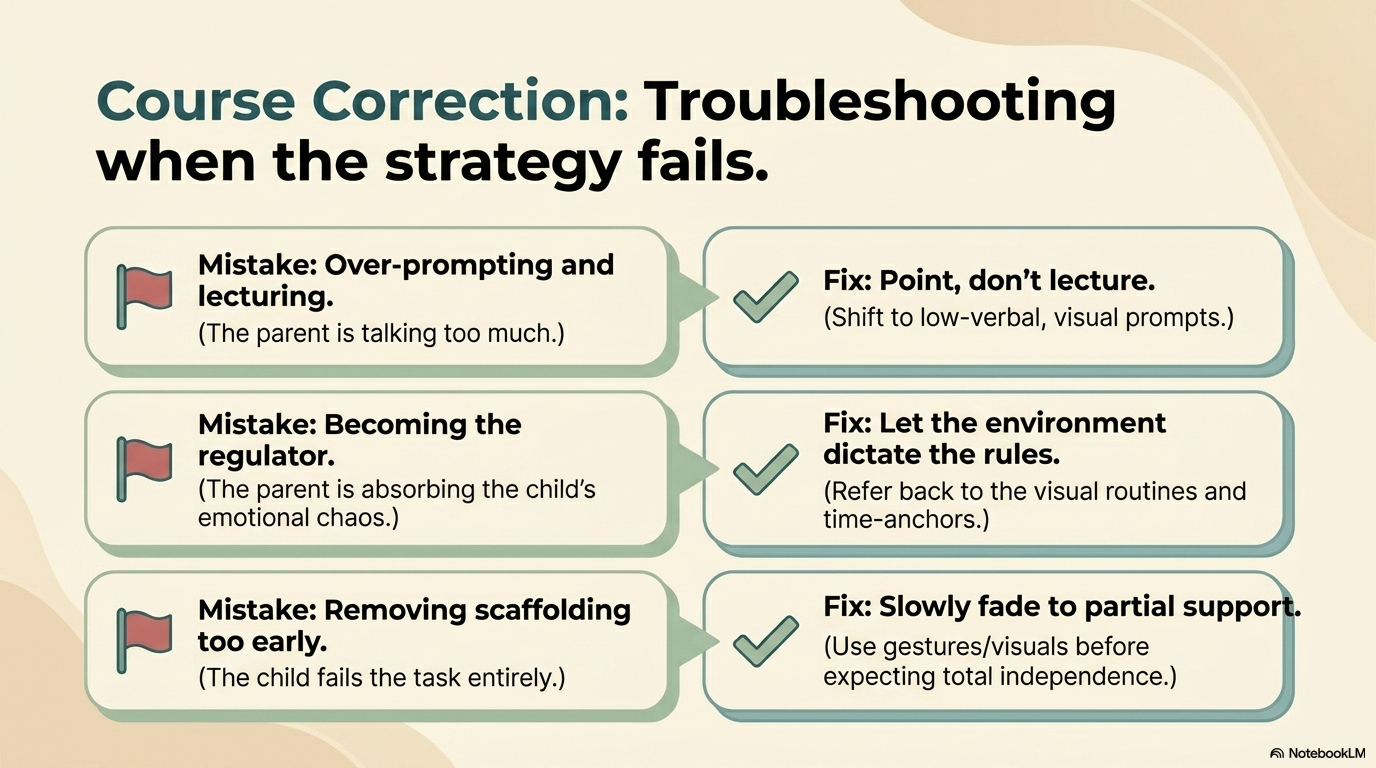 Course Correction: Troubleshooting
when the strategy fails.
Mistake: Over-prompting and
lecturing.
(The parent is talking too much.)
Fix: Point, don’t lecture.
(Shift to low-verbal, visual prompts.)
Mistake: Becoming the
regulator.
(The parent is absorbing the child’s
emotional chaos.)
Fix: Let the environment
dictate the rules.
(Refer back to the visual routines and
time-anchors.)
Mistake: Removing scaffolding
too early.
(The child fails the task entirely.)
Fix: Slowly fade to partial support.
(Use gestures/visuals before
expecting total independence.)
NotebookLM